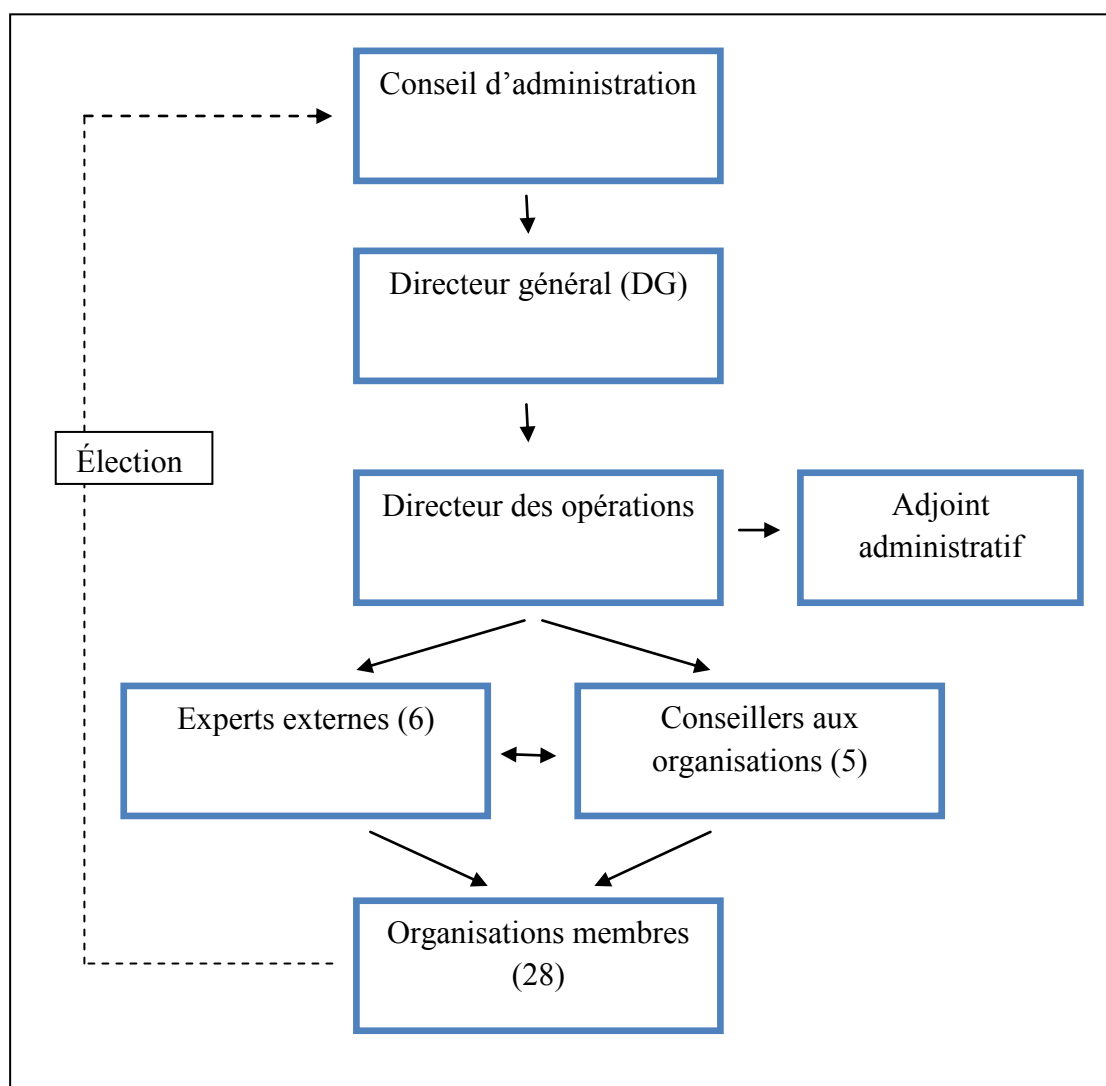 Conseil d’administration
Directeur général (DG)
Élection
Directeur des opérations
Adjoint
administratif
Experts externes (6)
Conseillers aux
organisations (5)
Organisations membres
(28)